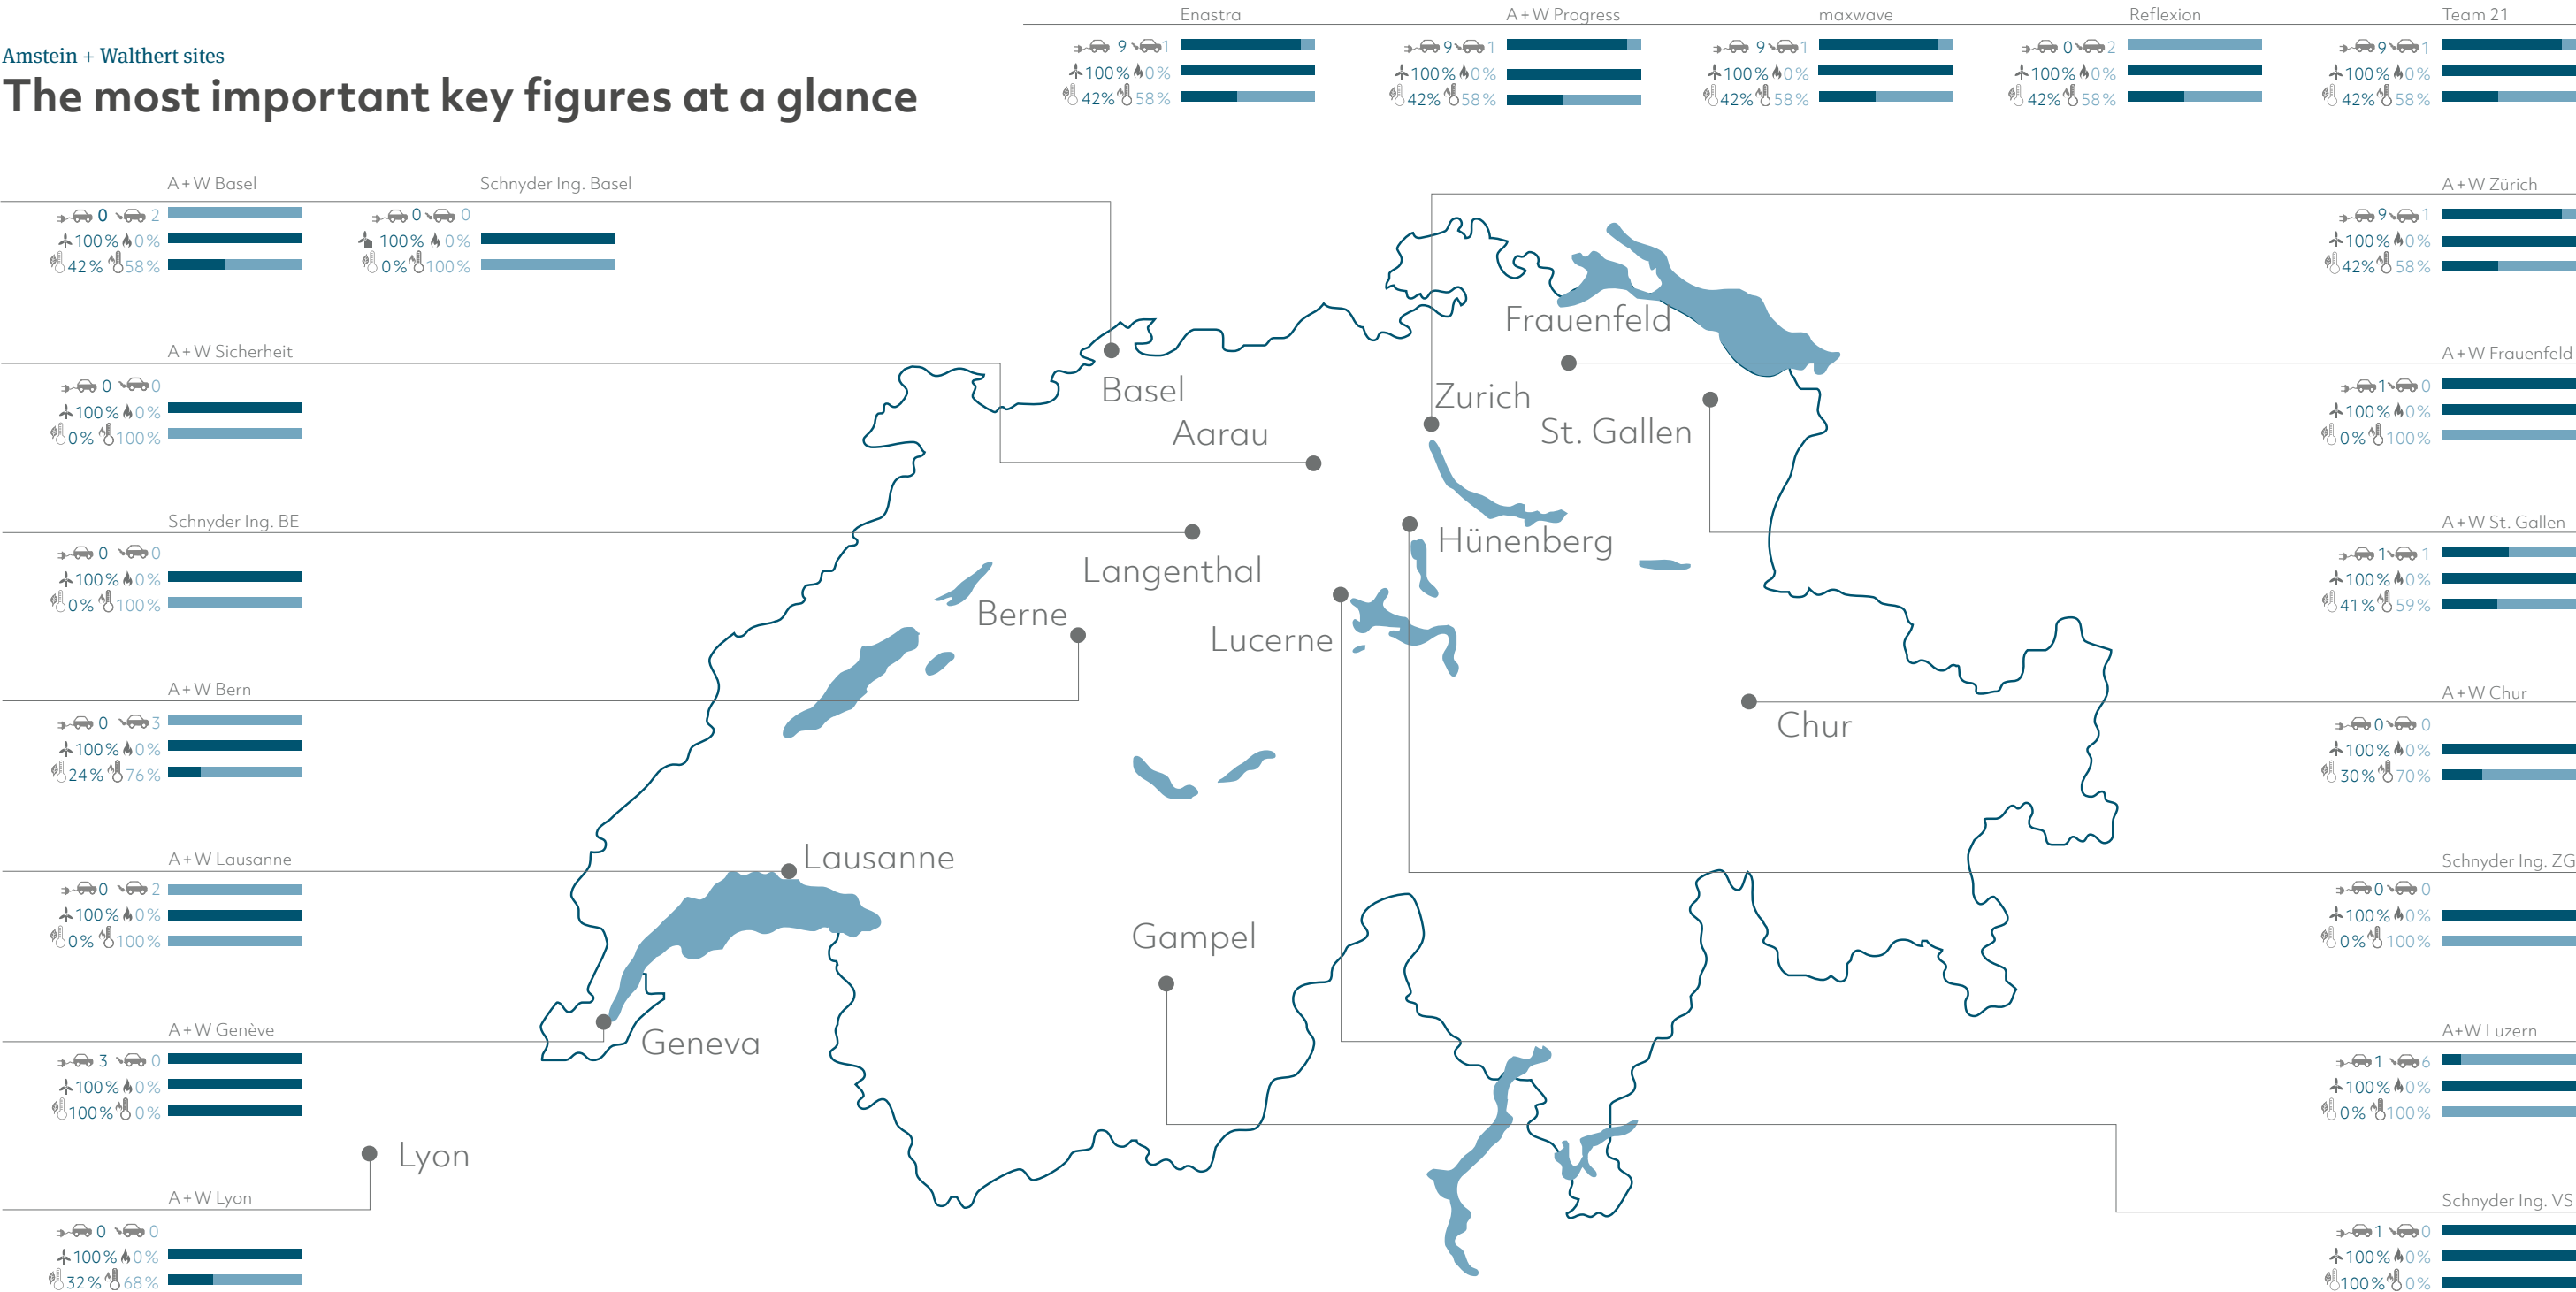 Amstein + Walthert sites
The most important key figures at a glance
Enastra
9 1
100% 0%
42% 58%
A+W Progress
9 1
100% 0%
42% 58%
maxwave
9 1
100% 0%
42% 58%
Reflexion
0 2
100% 0%
42% 58%
Team 21
9 1
100% 0%
42% 58%
A+W Basel
0 2
100% 0%
42% 58%
Schnyder Ing. Basel
0 0
100% 0%
0% 100%
A+W Zürich
9 1
100% 0%
42% 58%
A+W Sicherheit
0 0
100% 0%
0% 100%
A+W Frauenfeld
1 0
100% 0%
0% 100%
Schnyder Ing. BE
0 0
100% 0%
0% 100%
A+W St. Gallen
1 1
100% 0%
41% 59%
A+W Bern
0 3
100% 0%
24% 76%
A+W Chur
0 0
100% 0%
30% 70%
A+W Lausanne
0 2
100% 0%
0% 100%
Schnyder Ing. ZG
0 0
100% 0%
0% 100%
A+W Genève
3 0
100% 0%
100% 0%
A+W Luzern
1 6
100% 0%
0% 100%
A+W Lyon
0 0
100% 0%
32% 68%
Schnyder Ing. VS
1 0
100% 0%
100% 0%
Frauenfeld
Basel
Zurich
Aarau
St. Gallen
Hünenberg
Langenthal
Berne
Lucerne
Chur
Lausanne
Gampel
Geneva
Lyon